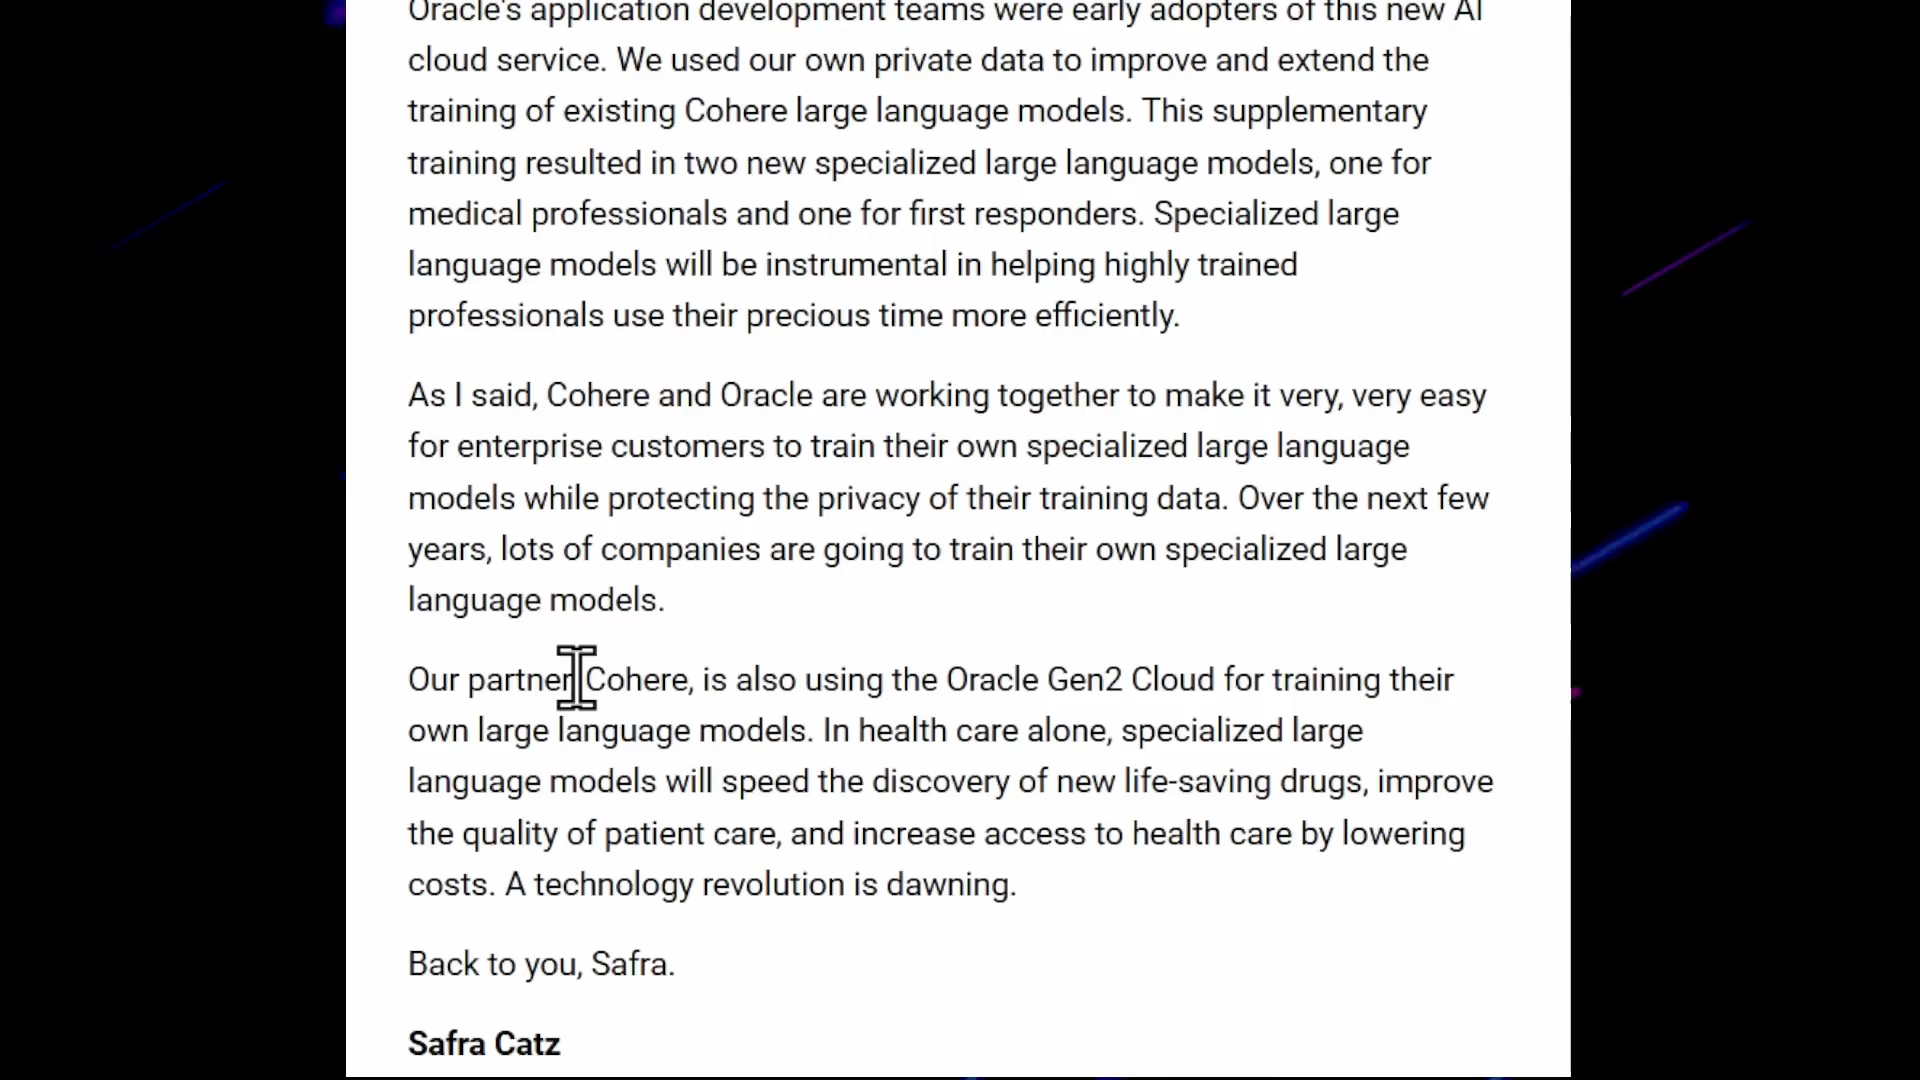 Oracle's application development teams were early adopters of this new AI
cloud service. We used our own private data to improve and extend the
training of existing Cohere large language models. This supplementary
training resulted in two new specialized large language models, one for
medical professionals and one for first responders. Specialized large
language models will be instrumental in helping highly trained
professionals use their precious time more efficiently.
As I said, Cohere and Oracle are working together to make it very, very easy
for enterprise customers to train their own specialized large language
models while protecting the privacy of their training data. Over the next few
years, lots of companies are going to train their own specialized large
language models.
Our partner Cohere, is also using the Oracle Gen2 Cloud for training their
own large language models. In health care alone, specialized large
language models will speed the discovery of new life-saving drugs, improve
the quality of patient care, and increase access to health care by lowering
costs. A technology revolution is dawning.
Back to you, Safra.
Safra Catz